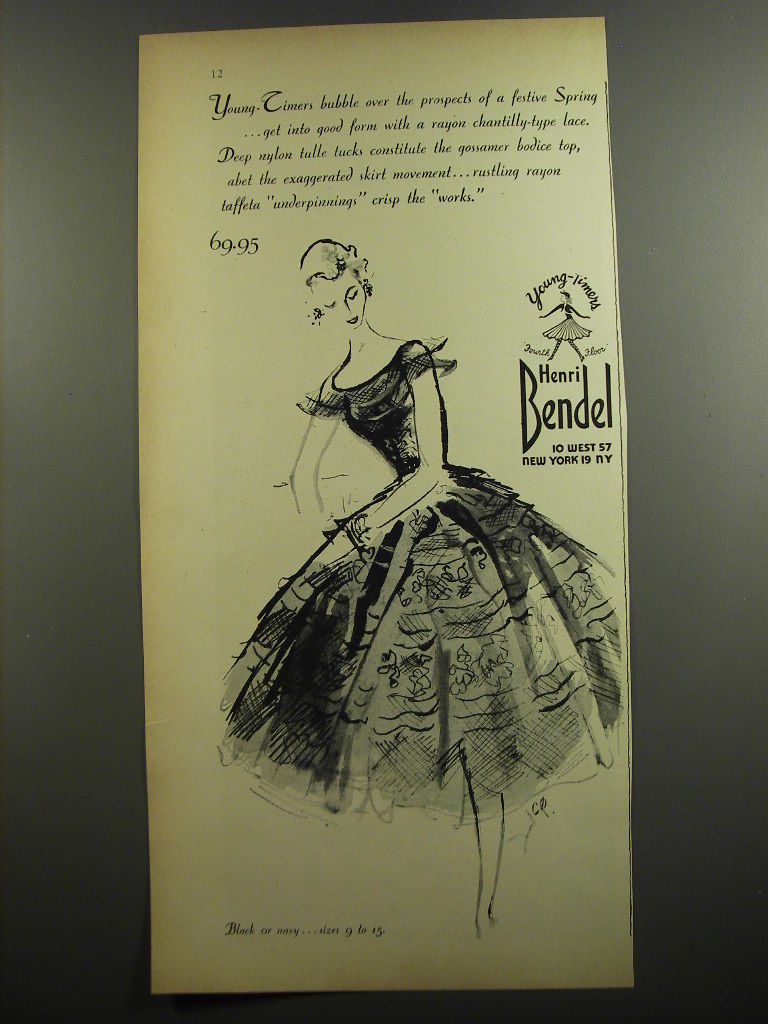 12
Young-Timers bubble over the prospects of a festive Spring
...get into good form with a rayon chantilly-type lace.
Deep nylon tulle tucks constitute the gossamer bodice top,
abet the exaggerated skirt movement...rustling rayon
taffeta "underpinnings" crisp the "works."
69.95
Young-Timers
"Fourth Floor"
Henri
Bendel
10 WEST 57
NEW YORK 19 NY
Black or navy...sizes 9 to 15.